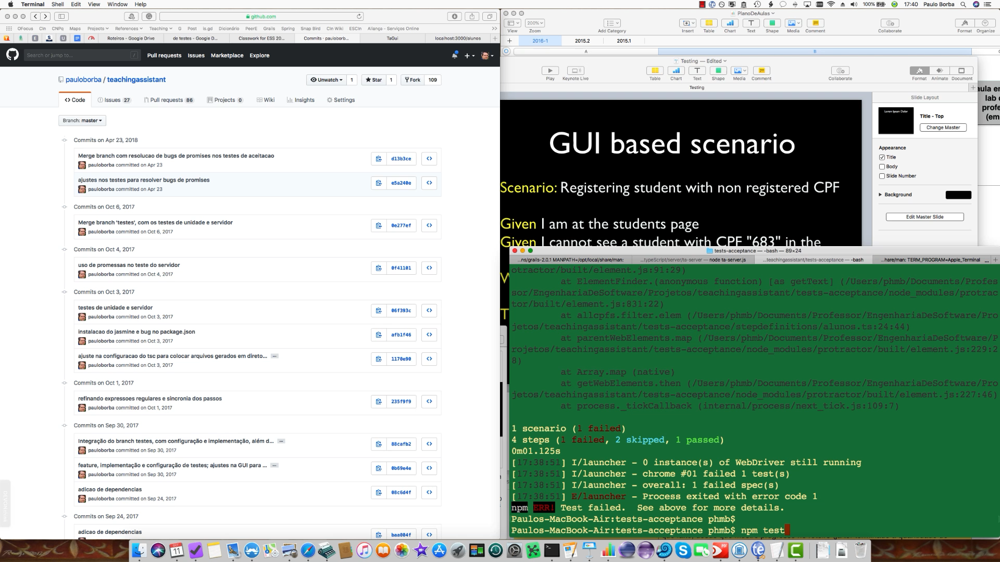 Terminal Shell Edit View Window Help
100% 17:40 Paulo Borba
github.com
OFocus CIn CNPq Maps Projects References Teaching G Post is.gd Dicionário PeerE Grails Spring Snap Bird CIn Wiki ESCIn Aliança - Serviços Online
Roteiros - Google Drive
de testes - Google D...
Classwork for ESS 20...
Commits · pauloborb...
TaGui
localhost:3000/alunos
Search or jump to... /
Pull requests Issues Marketplace Explore
pauloborba / teachingassistant
Unwatch 1 Star 1 Fork 109
Code Issues 27 Pull requests 86 Projects 0 Wiki Insights Settings
Branch: master
Commits on Apr 23, 2018
Merge branch com resolucao de bugs de promises nos testes de aceitacao
pauloborba committed on Apr 23
d13b3ce
ajustes nos testes para resolver bugs de promises
pauloborba committed on Apr 23
e5a240e
Commits on Oct 6, 2017
Merge branch 'testes', com os testes de unidade e servidor
pauloborba committed on Oct 6, 2017
0e277ef
Commits on Oct 4, 2017
uso de promessas no teste do servidor
pauloborba committed on Oct 4, 2017
0f41101
Commits on Oct 3, 2017
testes de unidade e servidor
pauloborba committed on Oct 3, 2017
06f393c
instalacao do jasmine e bug no package.json
pauloborba committed on Oct 3, 2017
afb1f46
ajuste na configuracao do tsc para colocar arquivos gerados em direto... ...
pauloborba committed on Oct 3, 2017
1170e90
Commits on Oct 1, 2017
refinando expressoes regulares e sincronia dos passos
pauloborba committed on Oct 1, 2017
235f9f9
Commits on Sep 30, 2017
Integração do branch testes, com configuração e implementação, além d... ...
pauloborba committed on Sep 30, 2017
88cafb2
feature, implementação e configuração de testes; ajustes na GUI para ... ...
pauloborba committed on Sep 30, 2017
0b69e4e
adicao de dependencias
pauloborba committed on Sep 24, 2017
08c6d4f
Commits on Sep 24, 2017
adicao de dependencias
baa004f
PlanoDeAulas
200%
View Zoom Add Category Insert Table Chart Text Shape Media Comment Collaborate Format Organize
2016-1 2015.2 2015.1
A B
Testing — Edited
Play Keynote Live Table Chart Text Shape Media Comment Collaborate Format Animate Document
Testing
aula en
lab
profe
(em
Slide Layout
Lorem Ipsum Dolor
Title - Top
Change Master
Appearance
Title
Body
Slide Number
Background
Edit Master Slide
GUI based scenario
Scenario: Registering student with non registered CPF
Given I am at the students page
Given I cannot see a student with CPF "683" in the
W
T
tests-acceptance — -bash — 89×24
...ns/grails-2.0.1 MANPATH=/opt/local/share/man:
...typeScript/server/ta-server — node ta-server.js
...teachingassistant/tests-acceptance — -bash
...hare/man: TERM_PROGRAM=Apple_Terminal ...
otractor/built/element.js:91:29)
at ElementFinder.(anonymous function) [as getText] (/Users/phmb/Documents/Profes
sor/EngenhariaDeSoftware/Projetos/teachingassistant/tests-acceptance/node_modules/protrac
tor/built/element.js:831:22)
at allcpfs.filter.elem (/Users/phmb/Documents/Professor/EngenhariaDeSoftware/Pro
jetos/teachingassistant/tests-acceptance/stepdefinitions/alunos.ts:24:44)
at parentWebElements.map (/Users/phmb/Documents/Professor/EngenhariaDeSoftware/P
rojetos/teachingassistant/tests-acceptance/node_modules/protractor/built/element.js:229:2
8)
at Array.map (native)
at getWebElements.then (/Users/phmb/Documents/Professor/EngenhariaDeSoftware/Pro
jetos/teachingassistant/tests-acceptance/node_modules/protractor/built/element.js:227:46)
at process._tickCallback (internal/process/next_tick.js:109:7)
1 scenario (1 failed)
4 steps (1 failed, 2 skipped, 1 passed)
0m01.125s
[17:38:51] I/launcher - 0 instance(s) of WebDriver still running
[17:38:51] I/launcher - chrome #01 failed 1 test(s)
[17:38:51] I/launcher - overall: 1 failed spec(s)
[17:38:51] E/launcher - Process exited with error code 1
npm ERR! Test failed. See above for more details.
Paulos-MacBook-Air:tests-acceptance phmb$
Paulos-MacBook-Air:tests-acceptance phmb$ npm test